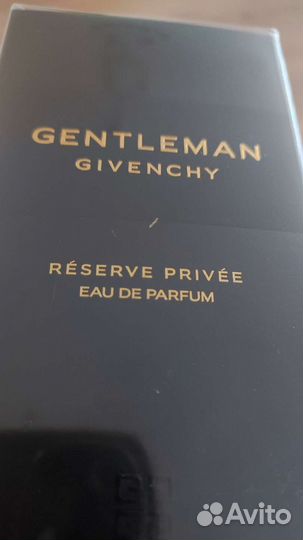 GENTLEMAN
GIVENCHY
RÉSERVE PRIVÉE
EAU DE PARFUM
Avito